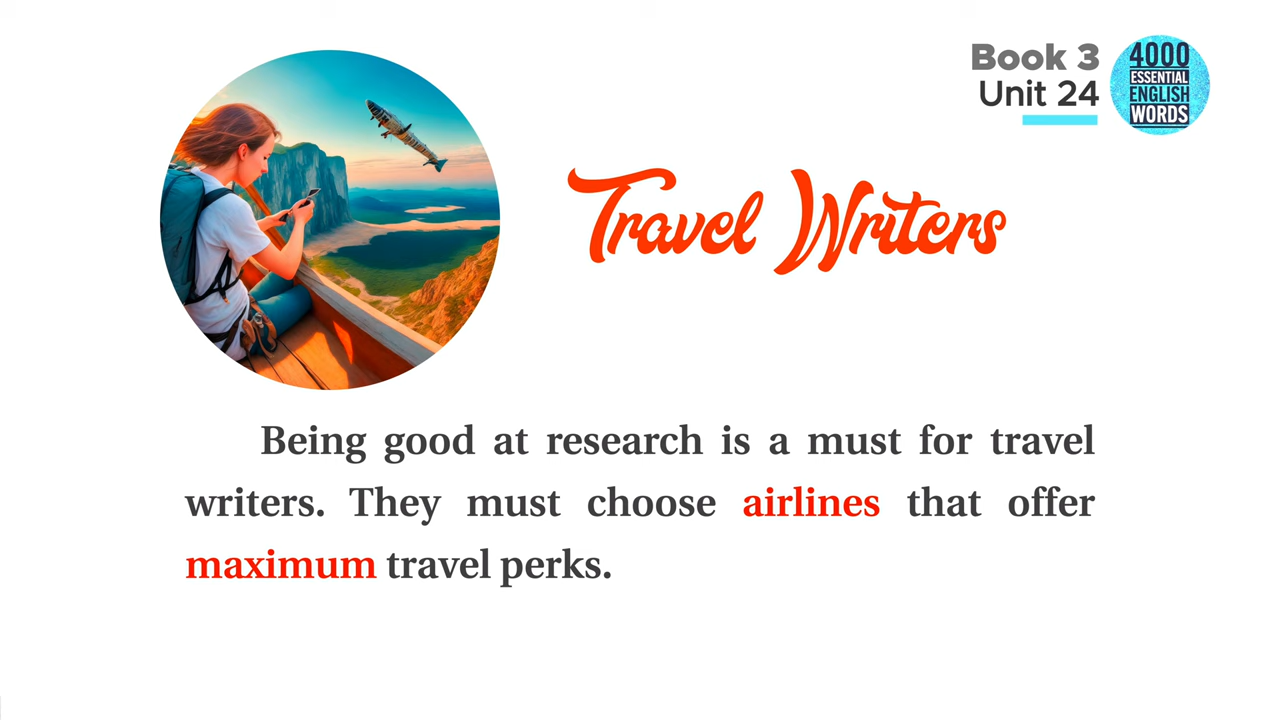 Book 3
Unit 24
4000
ESSENTIAL
ENGLISH
WORDS
Travel Writers
Being good at research is a must for travel
writers. They must choose airlines that offer
maximum travel perks.